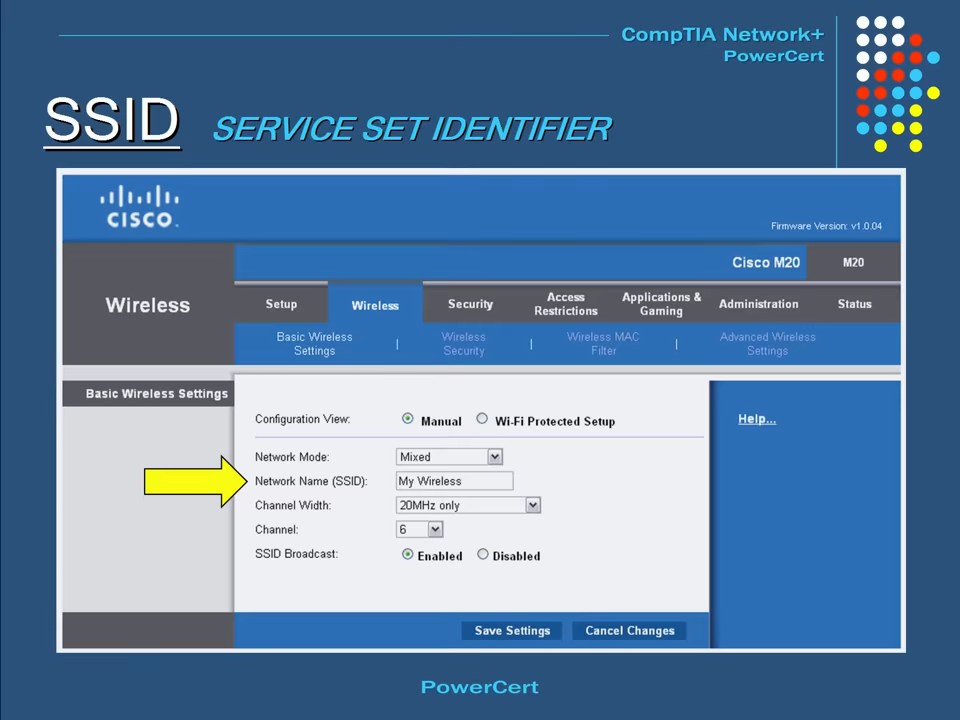 CompTIA Network+
PowerCert
SSID SERVICE SET IDENTIFIER
CISCO
Firmware Version: v1.0.04
Cisco M20 M20
Wireless
Setup Wireless Security Access Restrictions Applications & Gaming Administration Status
Basic Wireless Settings | Wireless Security | Wireless MAC Filter | Advanced Wireless Settings
Basic Wireless Settings
Configuration View: Manual Wi-Fi Protected Setup
Help...
Network Mode: Mixed
Network Name (SSID): My Wireless
Channel Width: 20MHz only
Channel: 6
SSID Broadcast: Enabled Disabled
Save Settings Cancel Changes
PowerCert